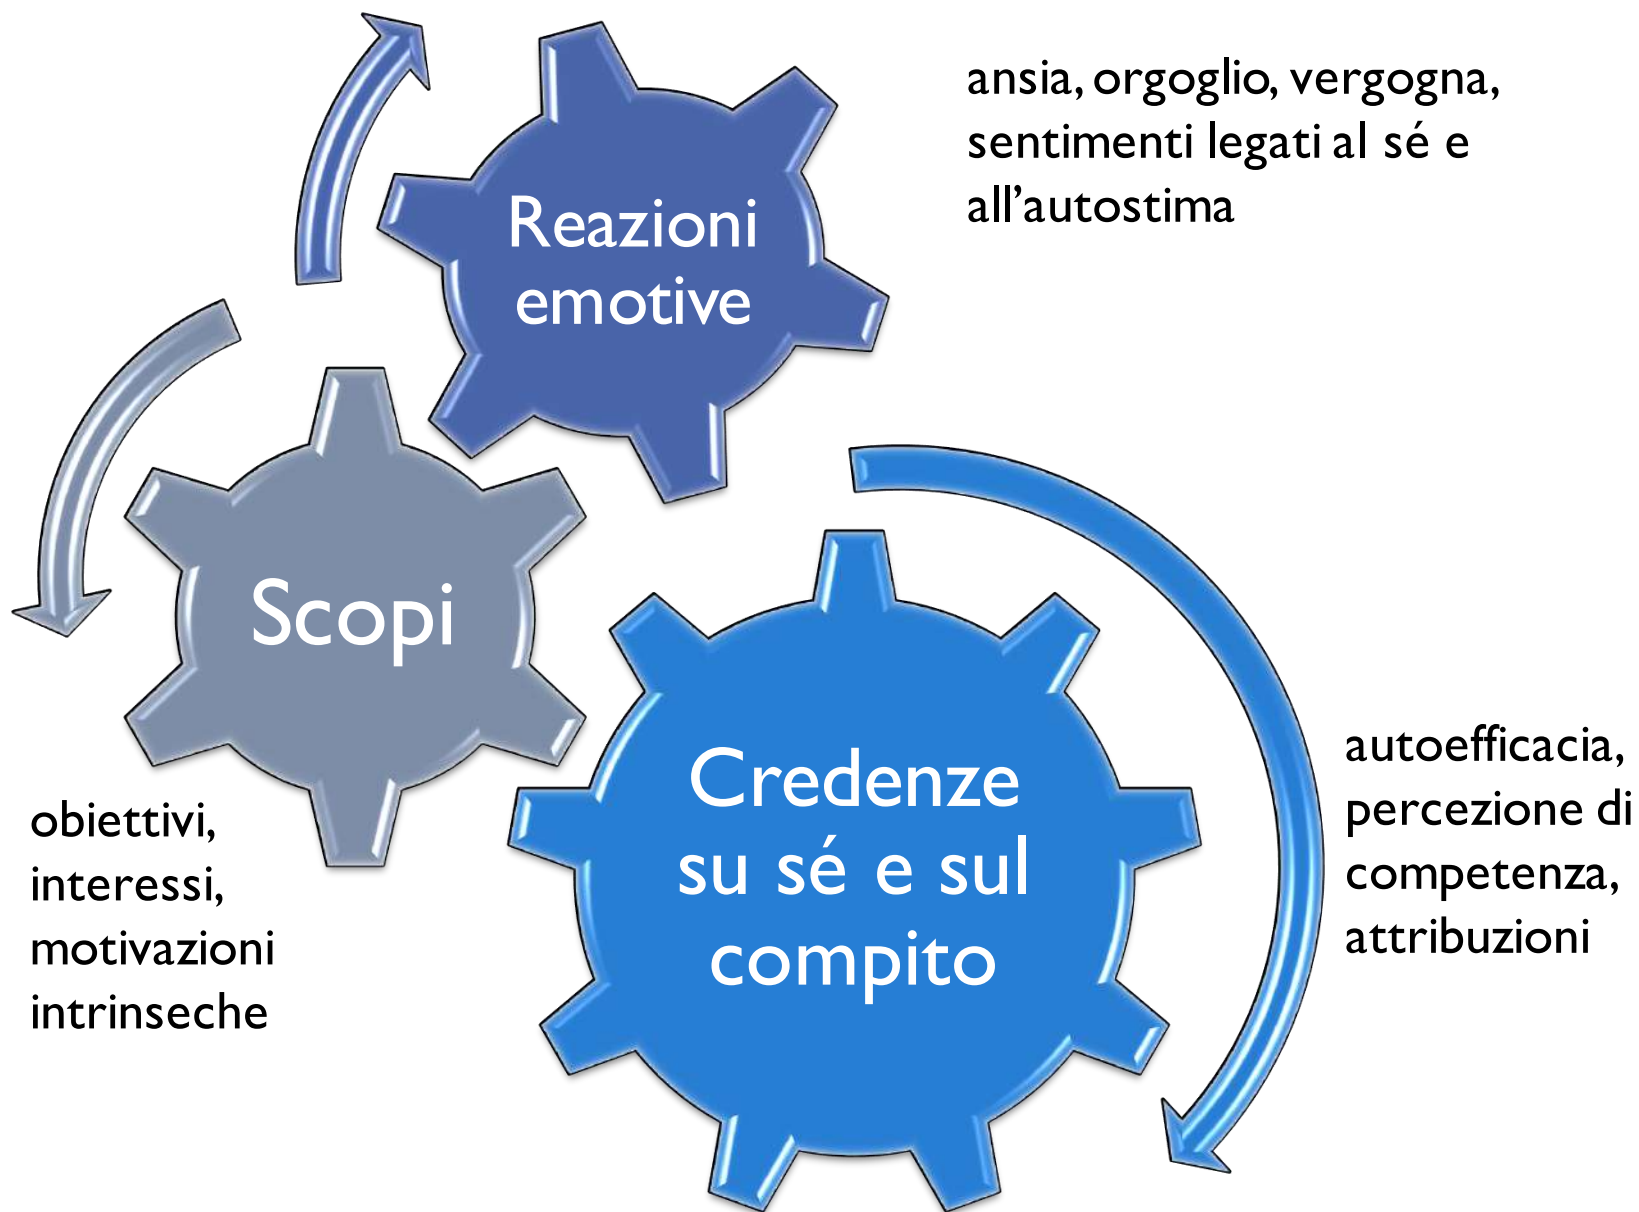 ansia, orgoglio, vergogna,
sentimenti legati al sé e
all’autostima
Reazioni
emotive
Scopi
obiettivi,
interessi,
motivazioni
intrinseche
Credenze
su sé e sul
compito
autoefficacia,
percezione di
competenza,
attribuzioni